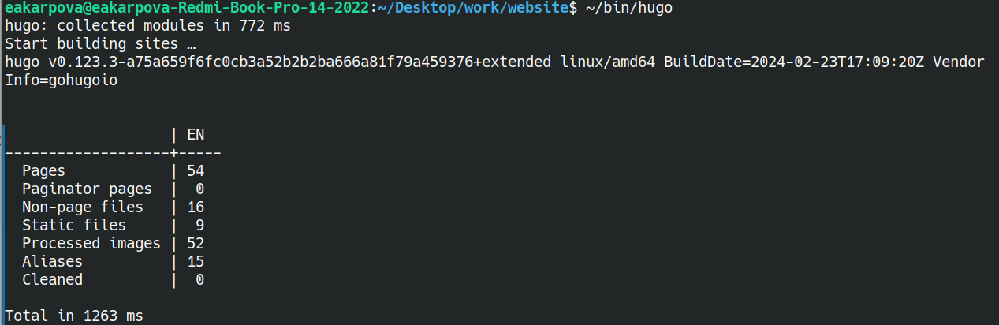 eakarpova@eakarpova-Redmi-Book-Pro-14-2022:~/Desktop/work/website$ ~/bin/hugo
hugo: collected modules in 772 ms
Start building sites …
hugo v0.123.3-a75a659f6fc0cb3a52b2b2ba666a81f79a459376+extended linux/amd64 BuildDate=2024-02-23T17:09:20Z Vendor
Info=gohugoio
                   | EN
-------------------+-----
  Pages            | 54
  Paginator pages  |  0
  Non-page files   | 16
  Static files     |  9
  Processed images | 52
  Aliases          | 15
  Cleaned          |  0
Total in 1263 ms